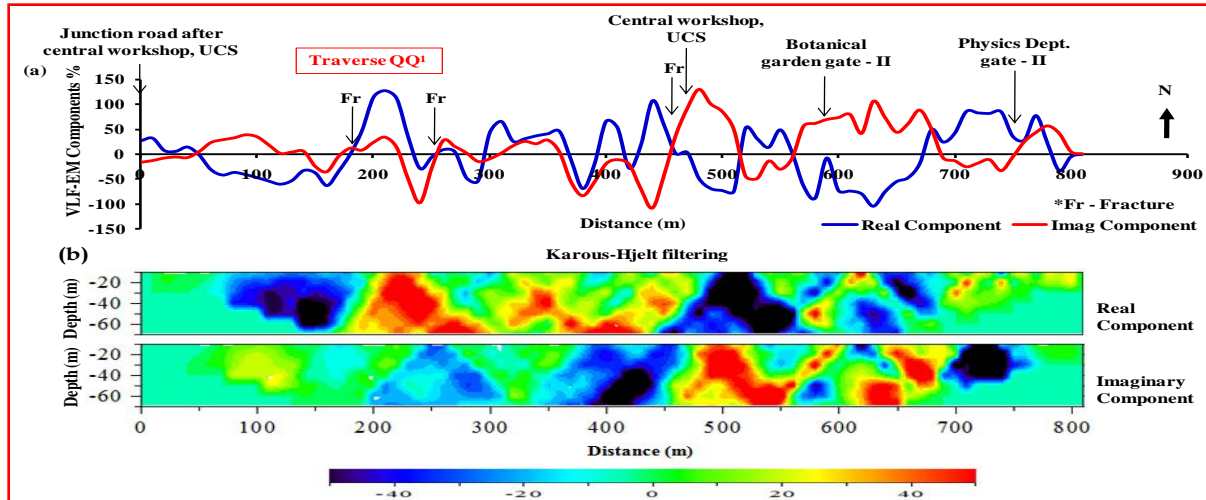 Junction road after
central workshop, UCS
Central workshop,
UCS
Botanical
garden gate - II
Physics Dept.
gate - II
(a)
Traverse QQ¹
Fr
Fr
Fr
N
VLF-EM Components %
150
100
50
0
-50
-100
-150
0
100
200
300
400
500
600
700
800
900
Distance (m)
*Fr - Fracture
Real Component
Imag Component
(b)
Karous-Hjelt filtering
Depth (m)
-20
-40
-60
Real
Component
Depth (m)
-20
-40
-60
Imaginary
Component
0
100
200
300
400
500
600
700
800
Distance (m)
-40
-20
0
20
40